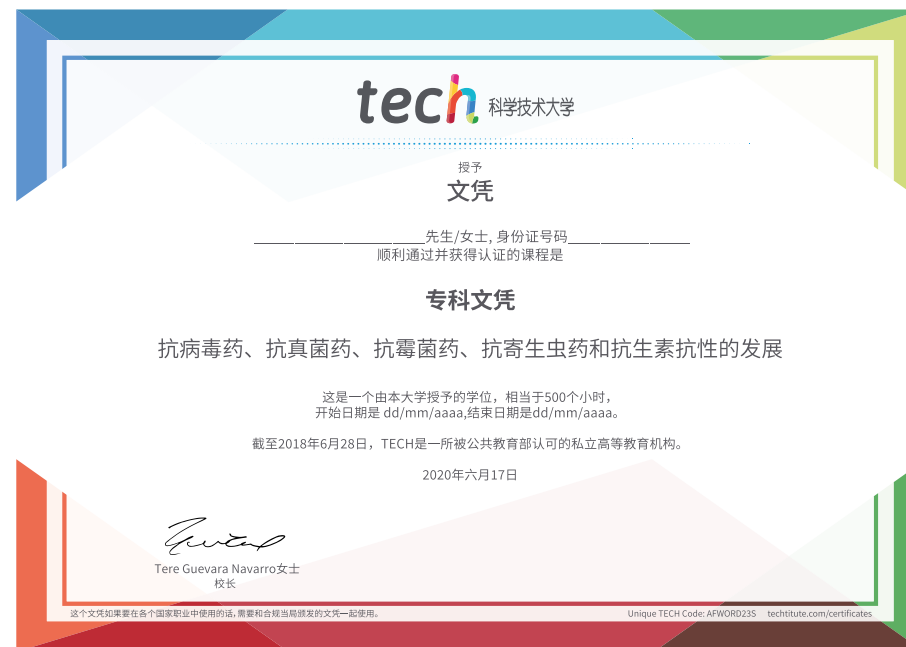 tech 科学技术大学
授予
文凭
先生/女士, 身份证号码
顺利通过并获得认证的课程是
专科文凭
抗病毒药、抗真菌药、抗霉菌药、抗寄生虫药和抗生素抗性的发展
这是一个由本大学授予的学位，相当于500个小时，
开始日期是 dd/mm/aaaa,结束日期是dd/mm/aaaa。
截至2018年6月28日，TECH是一所被公共教育部认可的私立高等教育机构。
2020年六月17日
Tere Guevara Navarro女士
校长
这个文凭如果要在各个国家职业中使用的话,需要和合规当局颁发的文凭一起使用。
Unique TECH Code: AFWORD23S techtitute.com/certificates